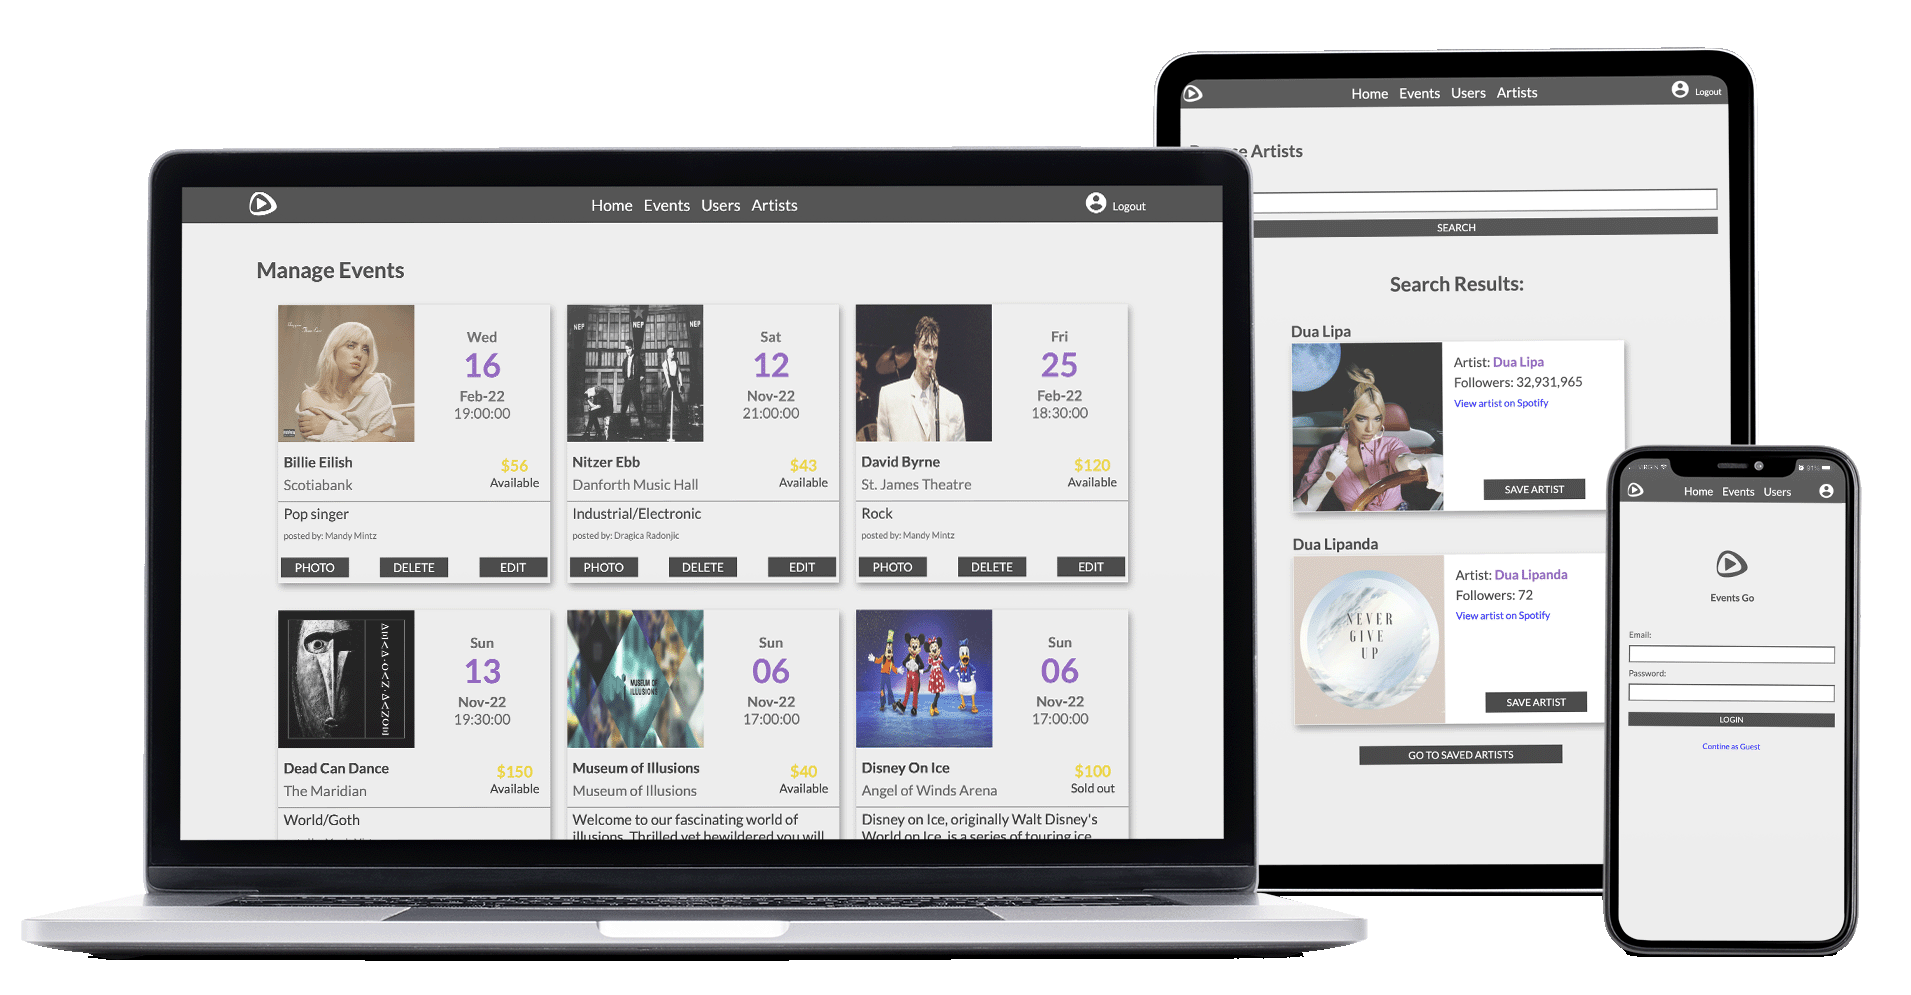 Home Events Users Artists
Logout
Manage Events
Wed
16
Feb-22
19:00:00
Billie Eilish
$56
Scotiabank
Available
Pop singer
posted by: Mandy Mintz
PHOTO DELETE EDIT
NEP NEP NEP
Sat
12
Nov-22
21:00:00
Nitzer Ebb
$43
Danforth Music Hall
Available
Industrial/Electronic
posted by: Dragica Radonjic
PHOTO DELETE EDIT
Fri
25
Feb-22
18:30:00
David Byrne
$120
St. James Theatre
Available
Rock
posted by: Mandy Mintz
PHOTO DELETE EDIT
Sun
13
Nov-22
19:30:00
Dead Can Dance
$150
The Maridian
Available
World/Goth
MUSEUM OF
ILLUSIONS
Sun
06
Nov-22
17:00:00
Museum of Illusions
$40
Museum of Illusions
Available
Welcome to our fascinating world of
illusions. Thrilled yet bewildered you will
Sun
06
Nov-22
17:00:00
Disney On Ice
$100
Angel of Winds Arena
Sold out
Disney on Ice, originally Walt Disney's
World on Ice, is a series of touring ice
Home Events Users Artists
Logout
Artists
SEARCH
Search Results:
Dua Lipa
Artist: Dua Lipa
Followers: 32,931,965
View artist on Spotify
SAVE ARTIST
Dua Lipanda
NEVER
GIVE
UP
Artist: Dua Lipanda
Followers: 72
View artist on Spotify
SAVE ARTIST
GO TO SAVED ARTISTS
91%
Home Events Users
Events Go
Email:
Password:
LOGIN
Contine as Guest